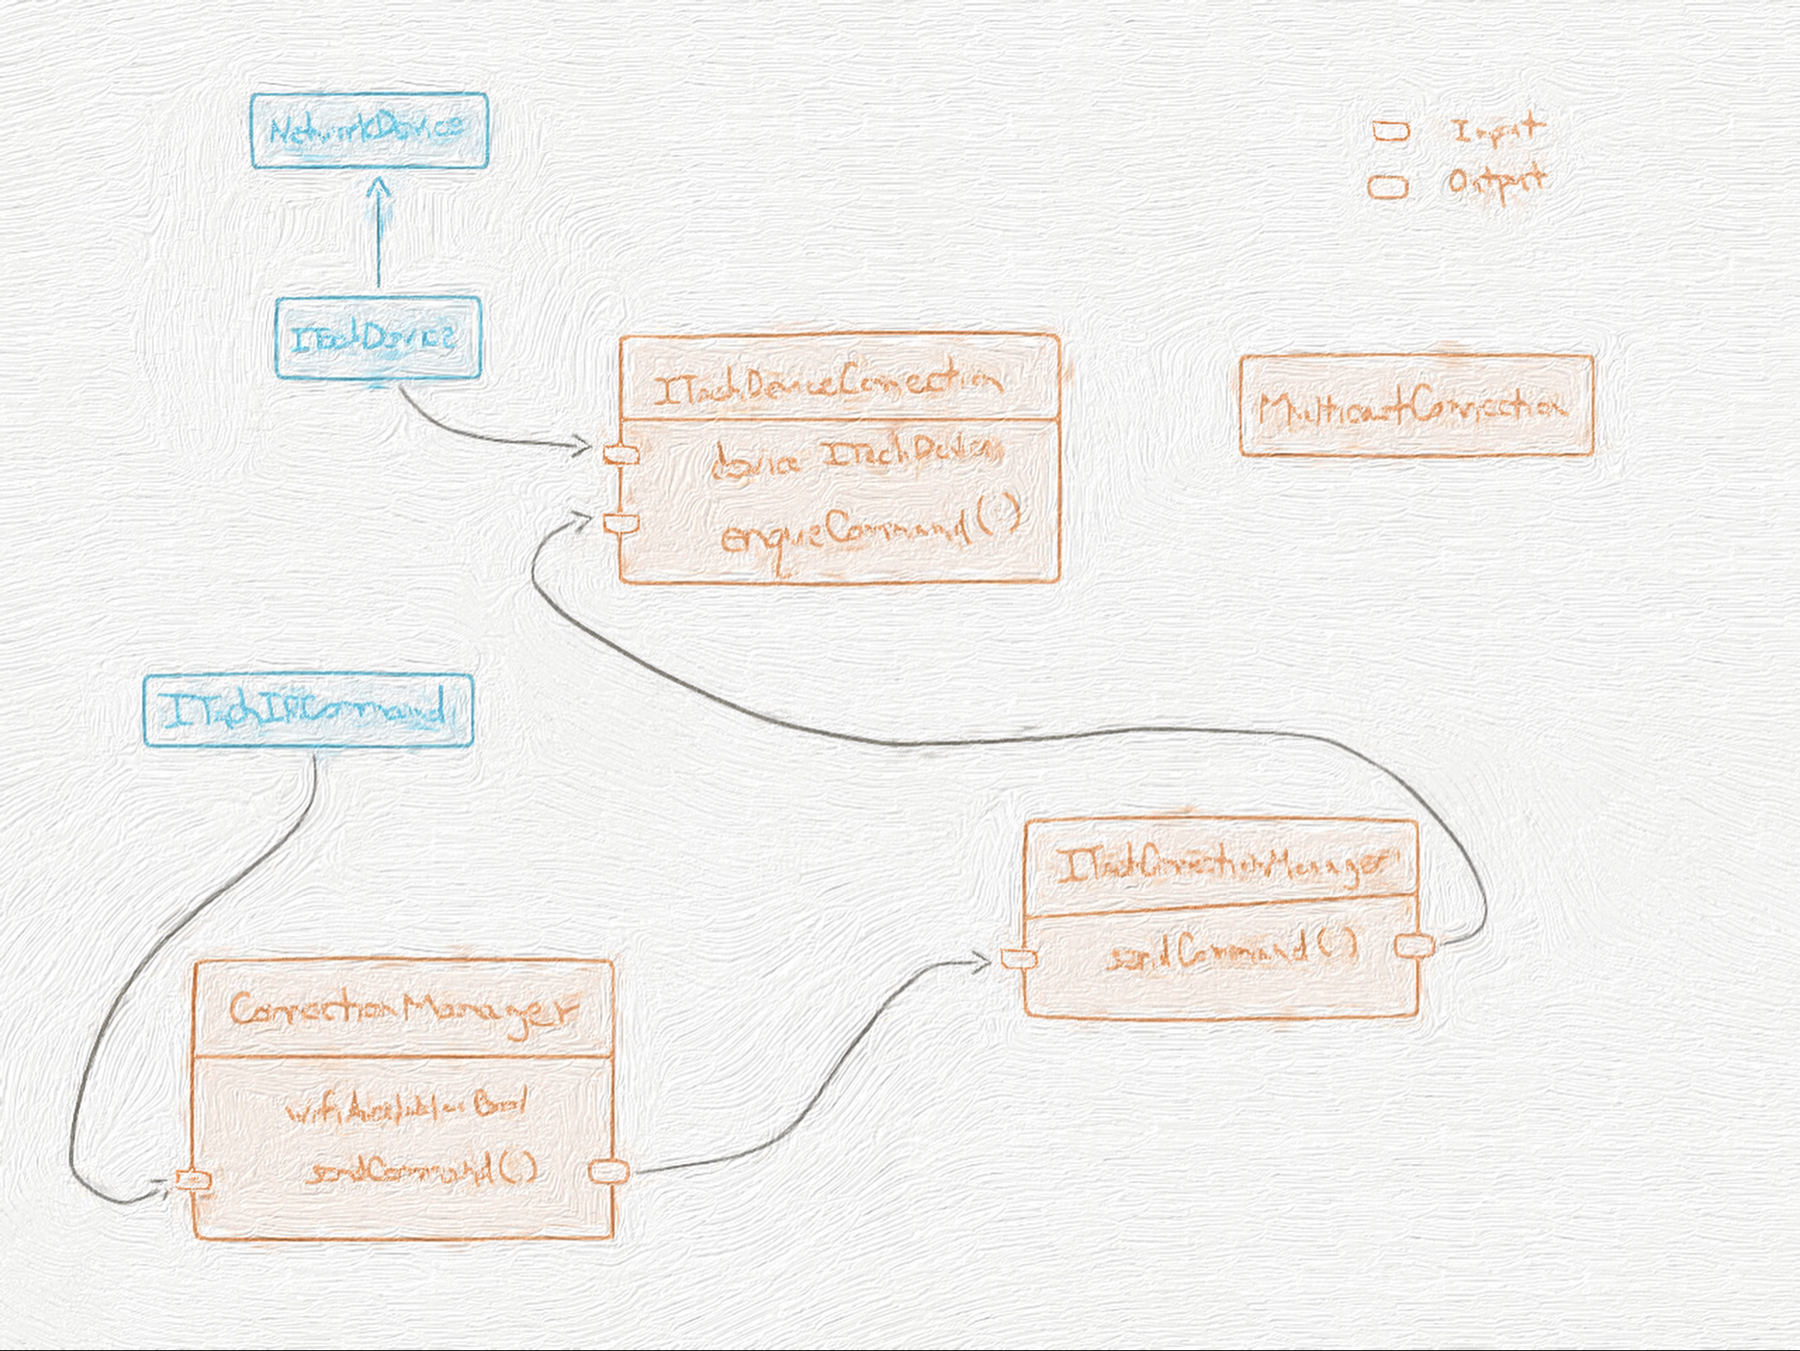 NetworkDevice
Input
Output
ITachDevice
ITachDeviceConnection
device ITachDevice
enqueCommand()
MulticastConnection
ITachIRCommand
ITachConnectionManager
sendCommand()
ConnectionManager
wifiAvailable: Bool
sendCommand()